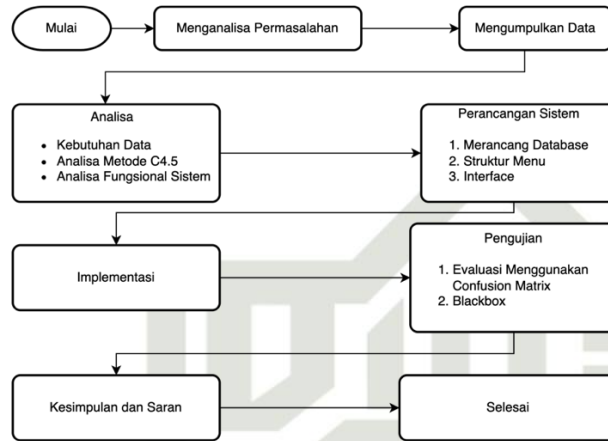 Mulai
Menganalisa Permasalahan
Mengumpulkan Data
Analisa
• Kebutuhan Data
• Analisa Metode C4.5
• Analisa Fungsional Sistem
Perancangan Sistem
1. Merancang Database
2. Struktur Menu
3. Interface
Implementasi
Pengujian
1. Evaluasi Menggunakan
Confusion Matrix
2. Blackbox
Kesimpulan dan Saran
Selesai